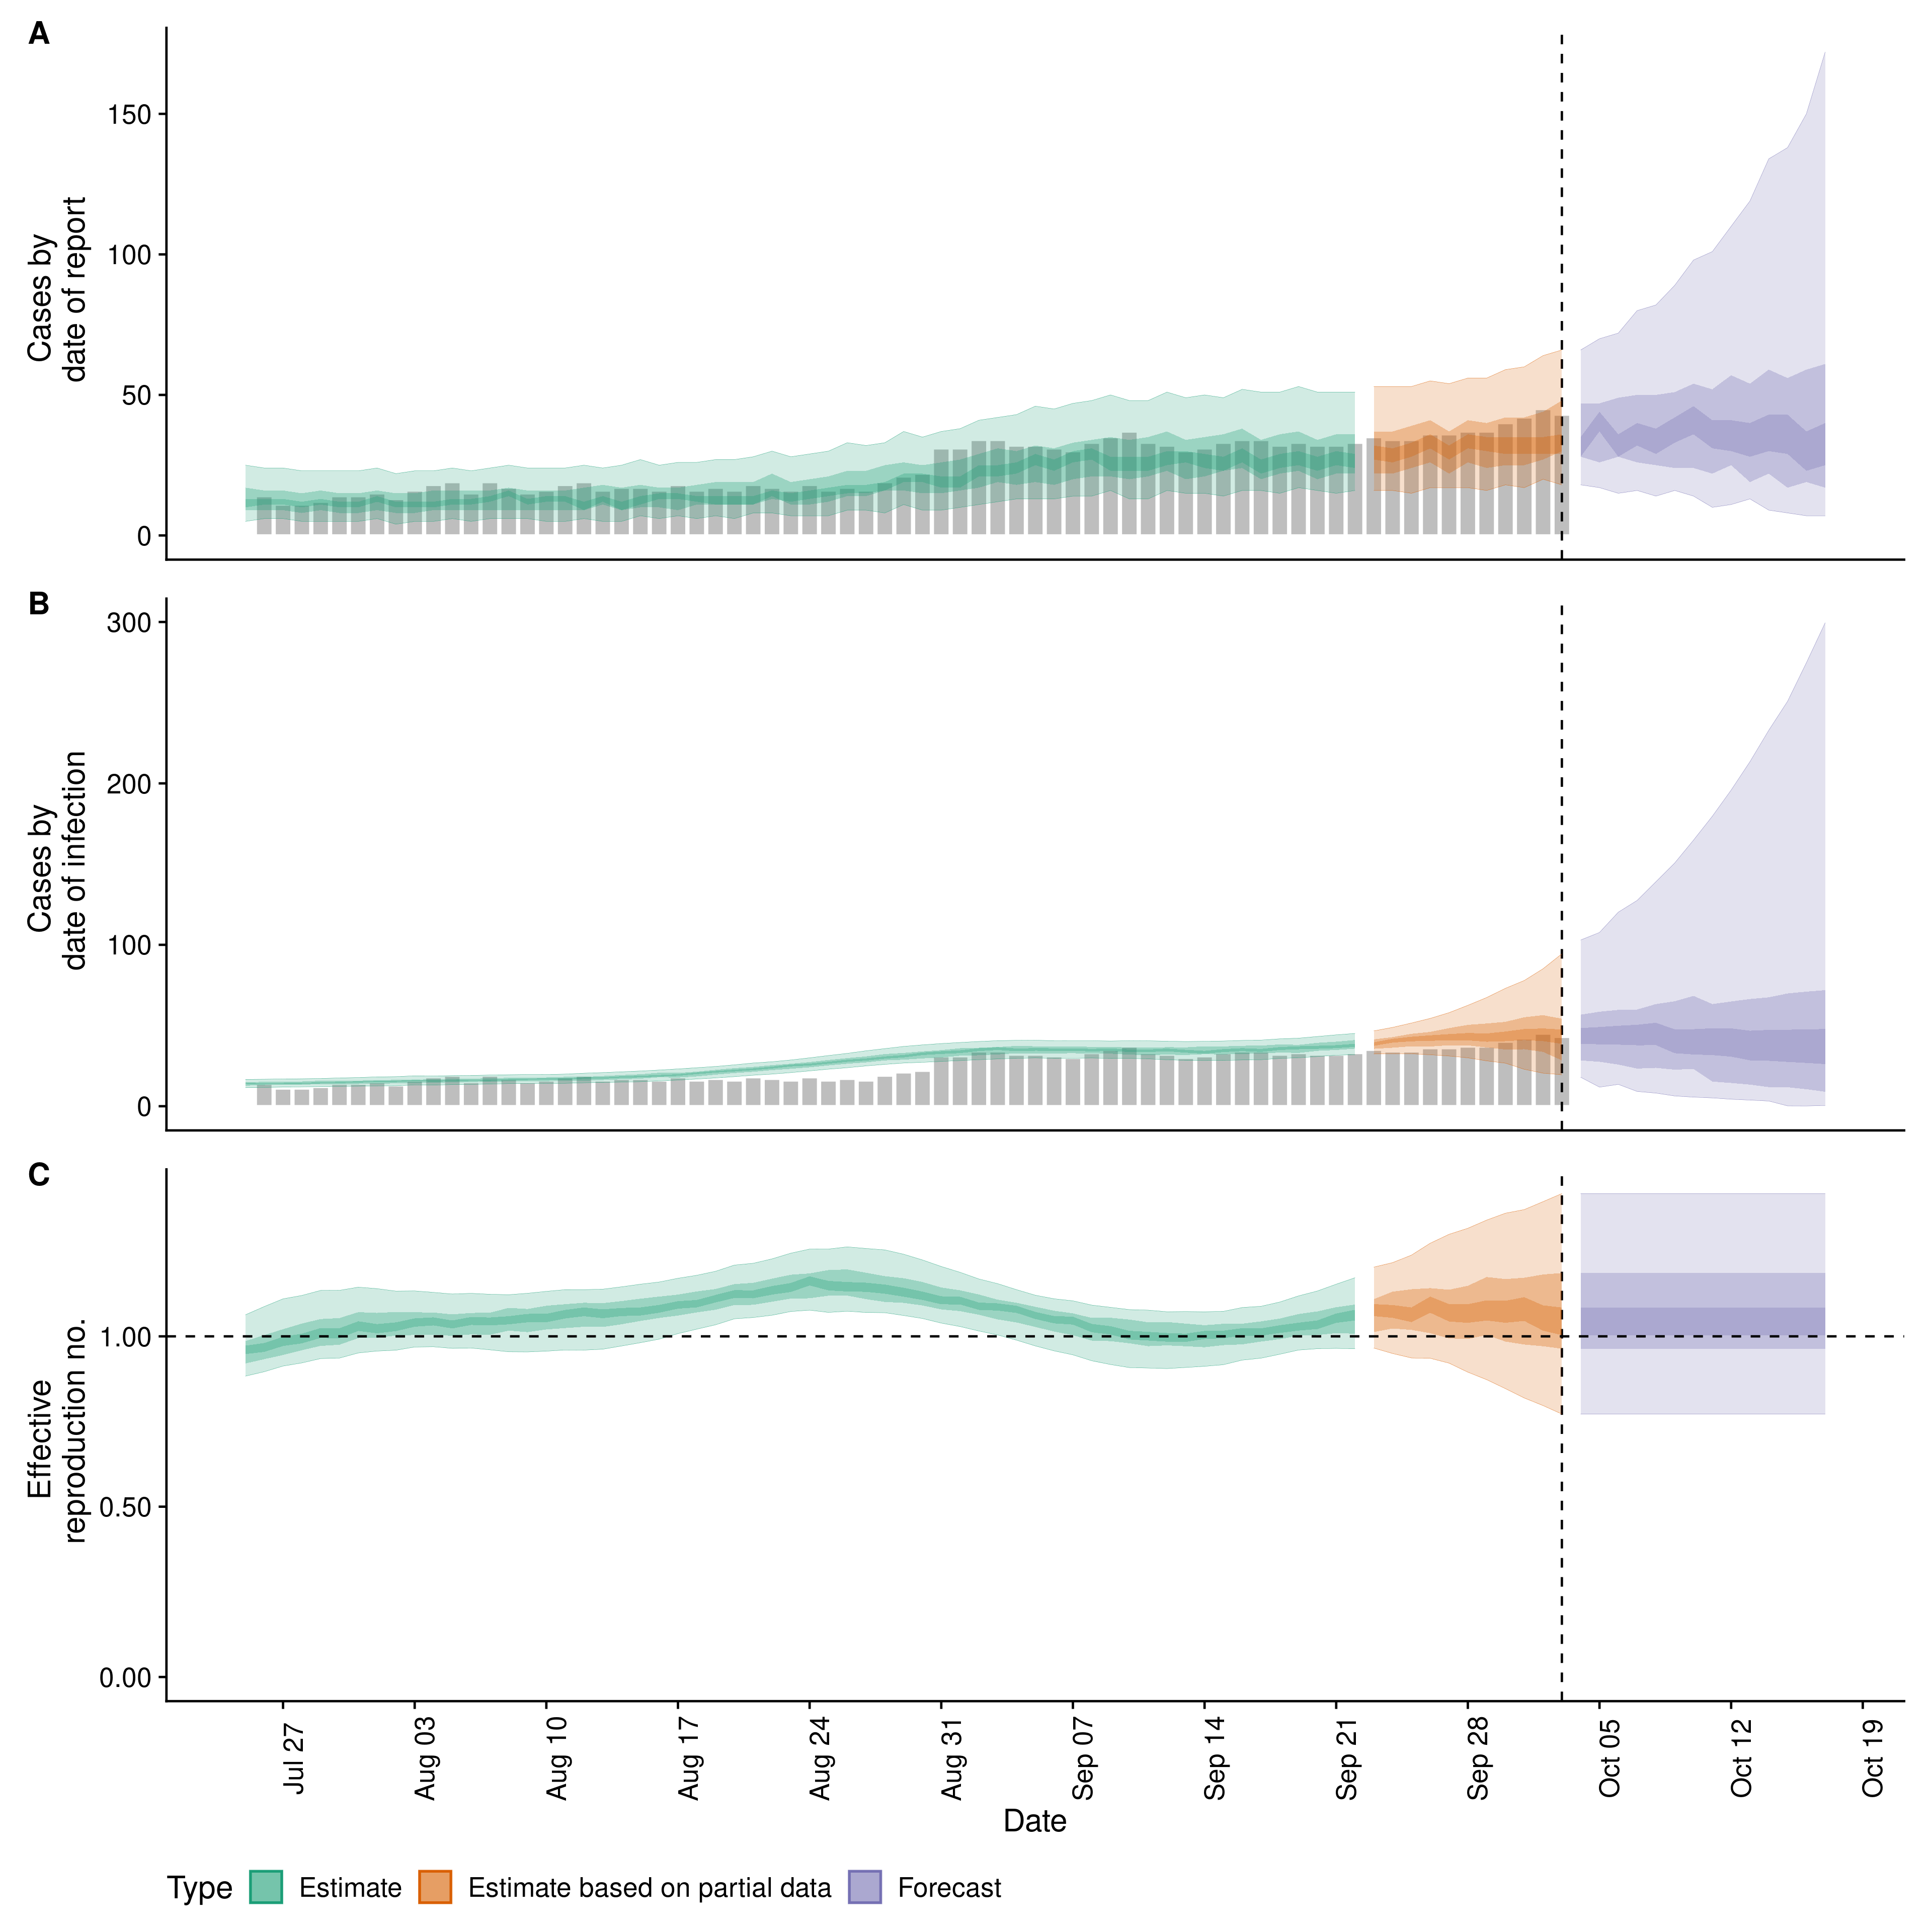 A
Cases by
date of report
150
100
50
0
B
Cases by
date of infection
300
200
100
0
C
Effective
reproduction no.
1.00
0.50
0.00
Jul 27
Aug 03
Aug 10
Aug 17
Aug 24
Aug 31
Sep 07
Sep 14
Sep 21
Sep 28
Oct 05
Oct 12
Oct 19
Date
Type Estimate Estimate based on partial data Forecast